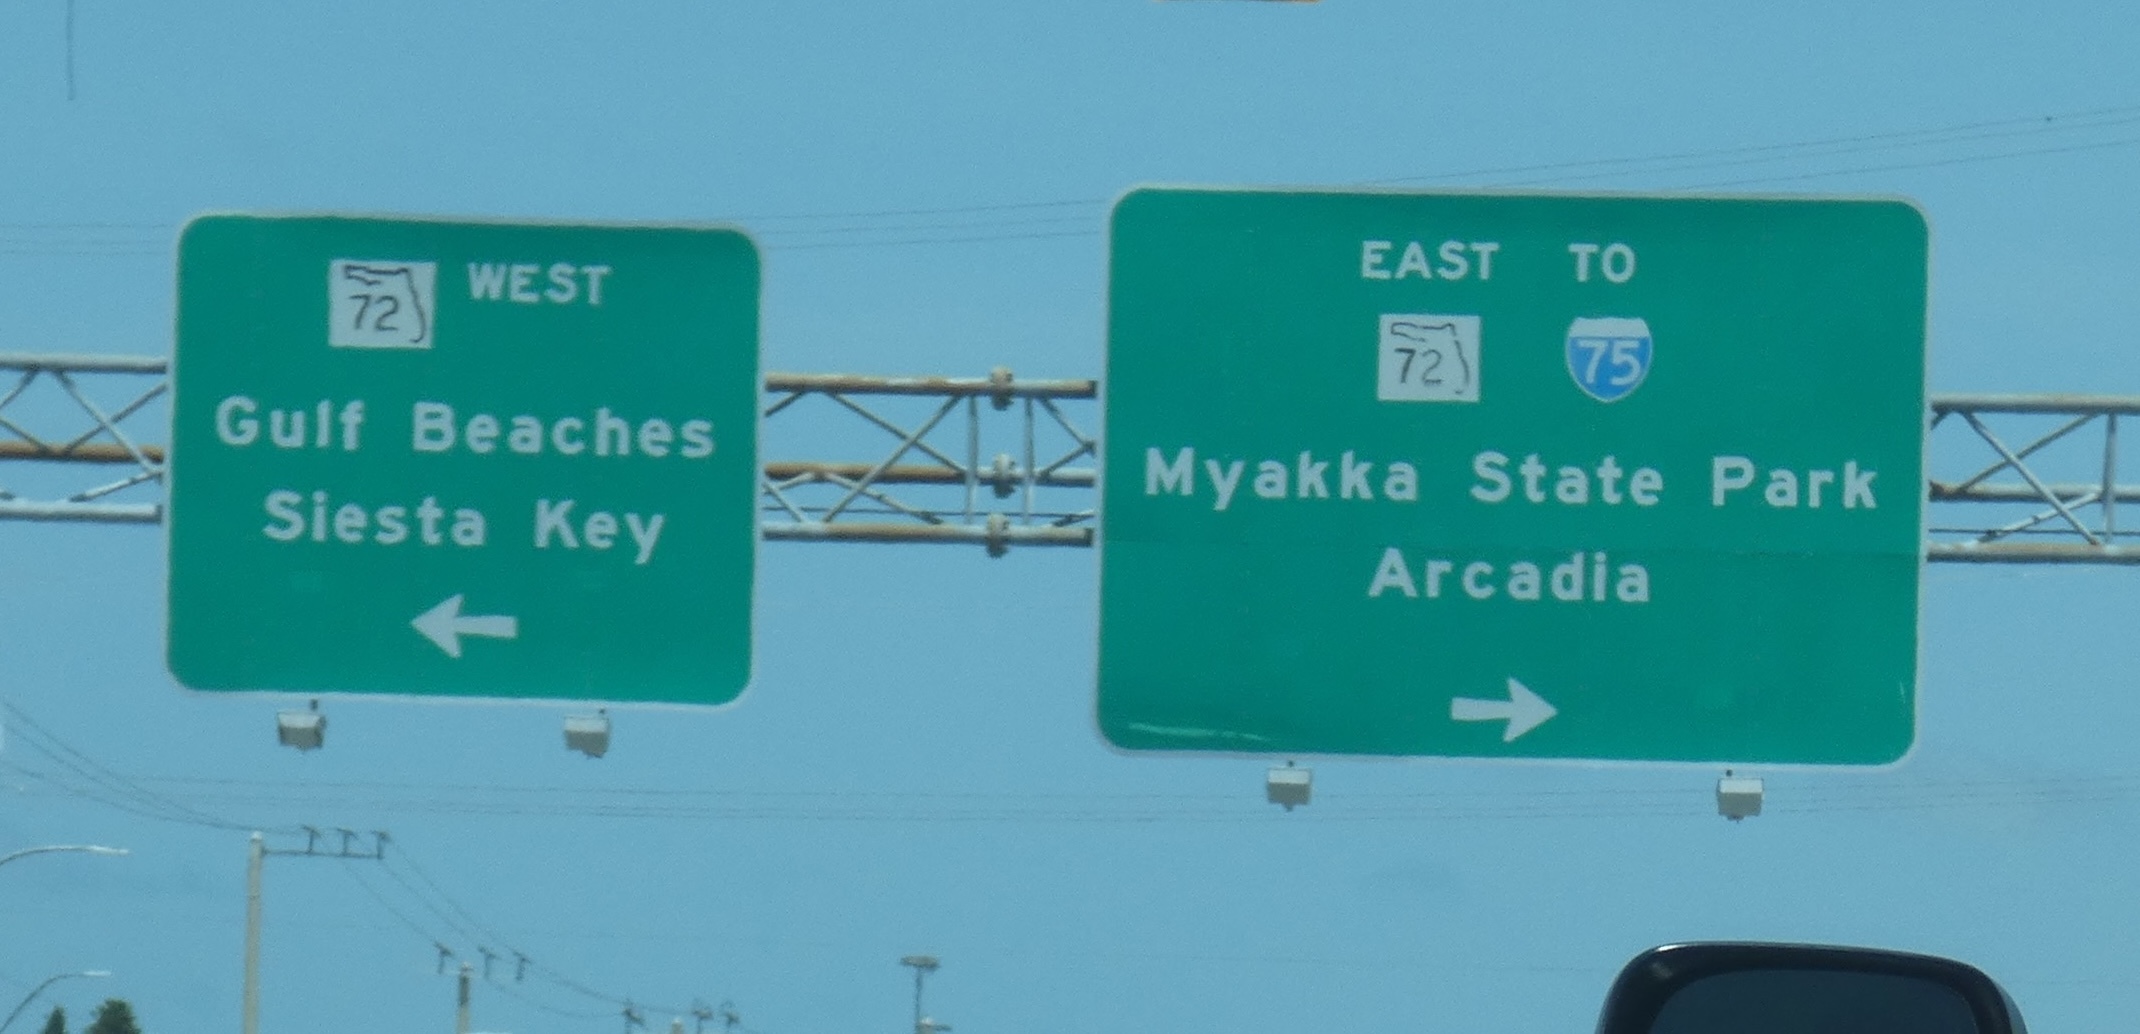 72 WEST
Gulf Beaches
Siesta Key
EAST TO
72 75
Myakka State Park
Arcadia